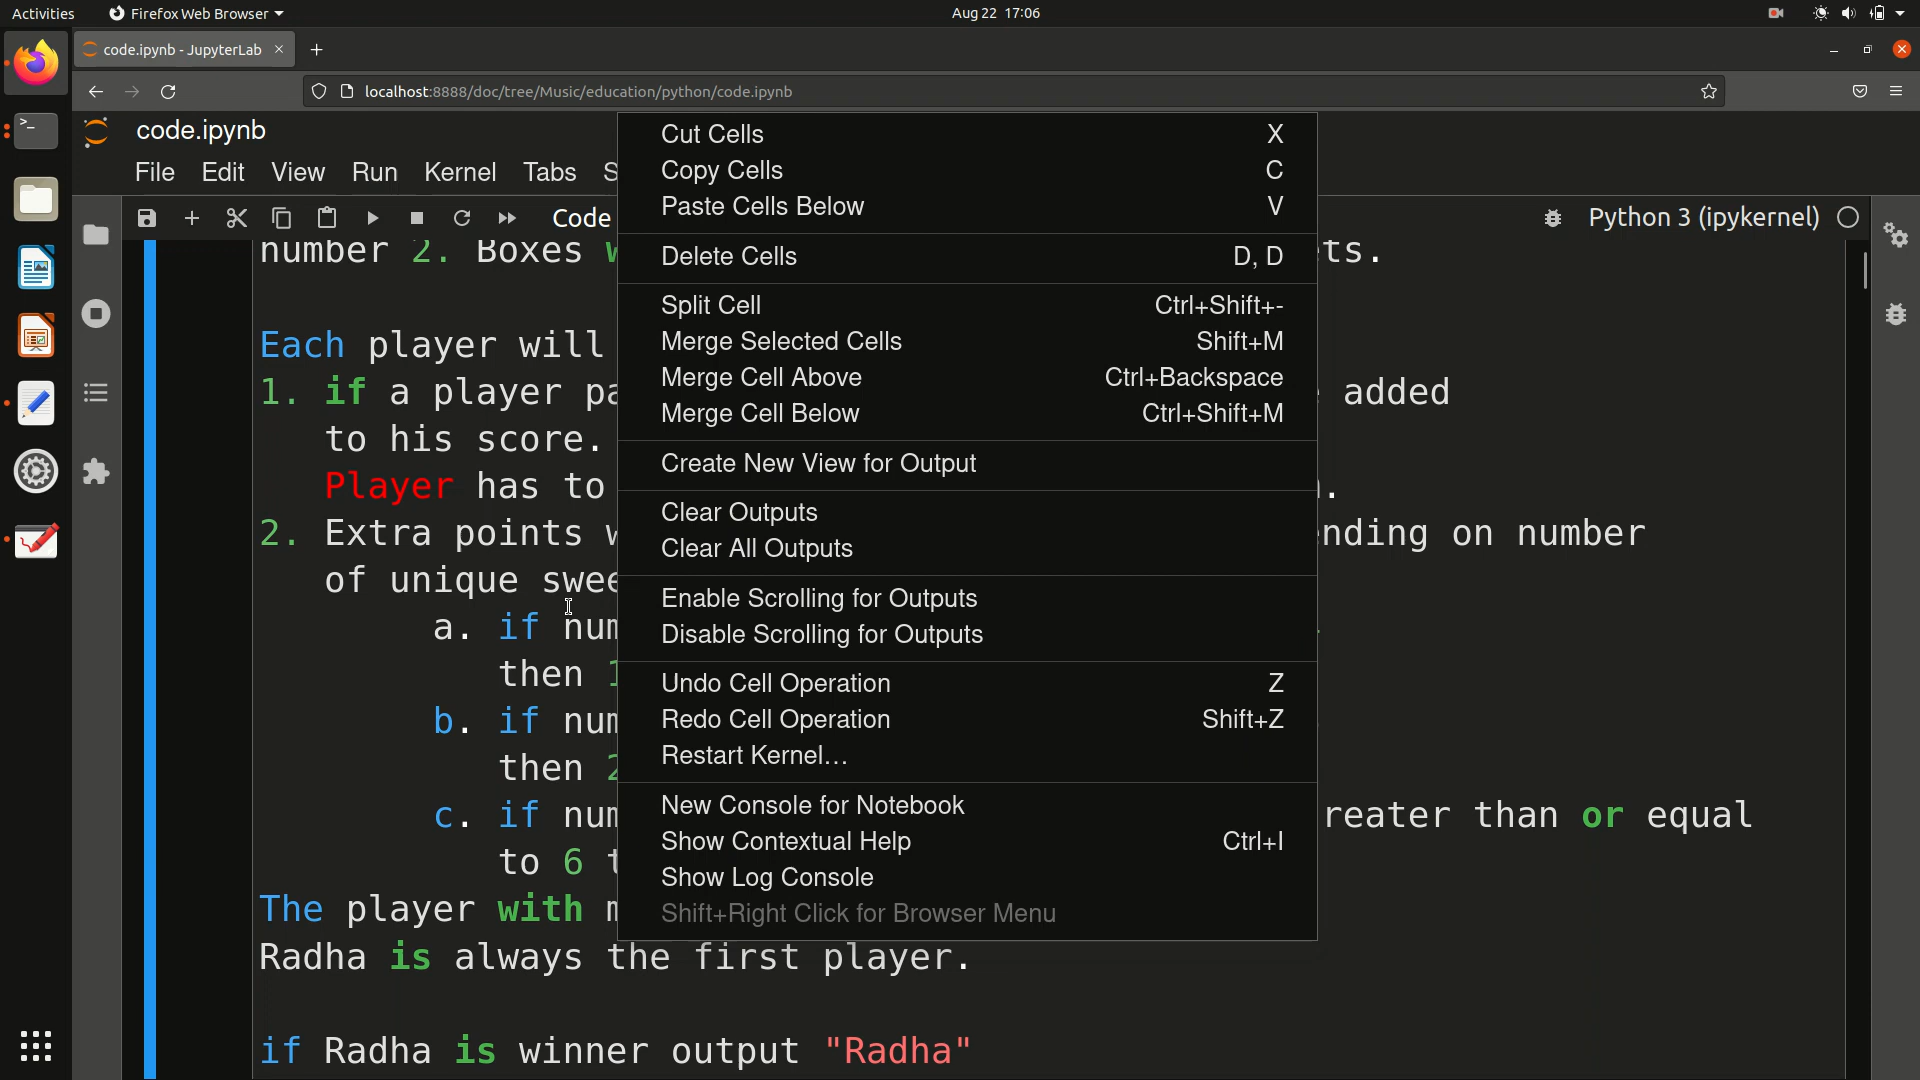 Activities
Firefox Web Browser
Aug 22 17:06
code.ipynb - JupyterLab
localhost:8888/doc/tree/Music/education/python/code.ipynb
code.ipynb
File Edit View Run Kernel Tabs S
Code
Python 3 (ipykernel)
number 2. Boxes w
ts.
Each player will
1. if a player pa
added
to his score.
Player has to
2. Extra points w
nding on number
of unique swee
a. if num
then 1
b. if num
then 2
c. if num
reater than or equal
to 6 t
The player with m
Radha is always the first player.
if Radha is winner output "Radha"
Cut Cells X
Copy Cells C
Paste Cells Below V
Delete Cells D, D
Split Cell Ctrl+Shift+-
Merge Selected Cells Shift+M
Merge Cell Above Ctrl+Backspace
Merge Cell Below Ctrl+Shift+M
Create New View for Output
Clear Outputs
Clear All Outputs
Enable Scrolling for Outputs
Disable Scrolling for Outputs
Undo Cell Operation Z
Redo Cell Operation Shift+Z
Restart Kernel…
New Console for Notebook
Show Contextual Help Ctrl+I
Show Log Console
Shift+Right Click for Browser Menu